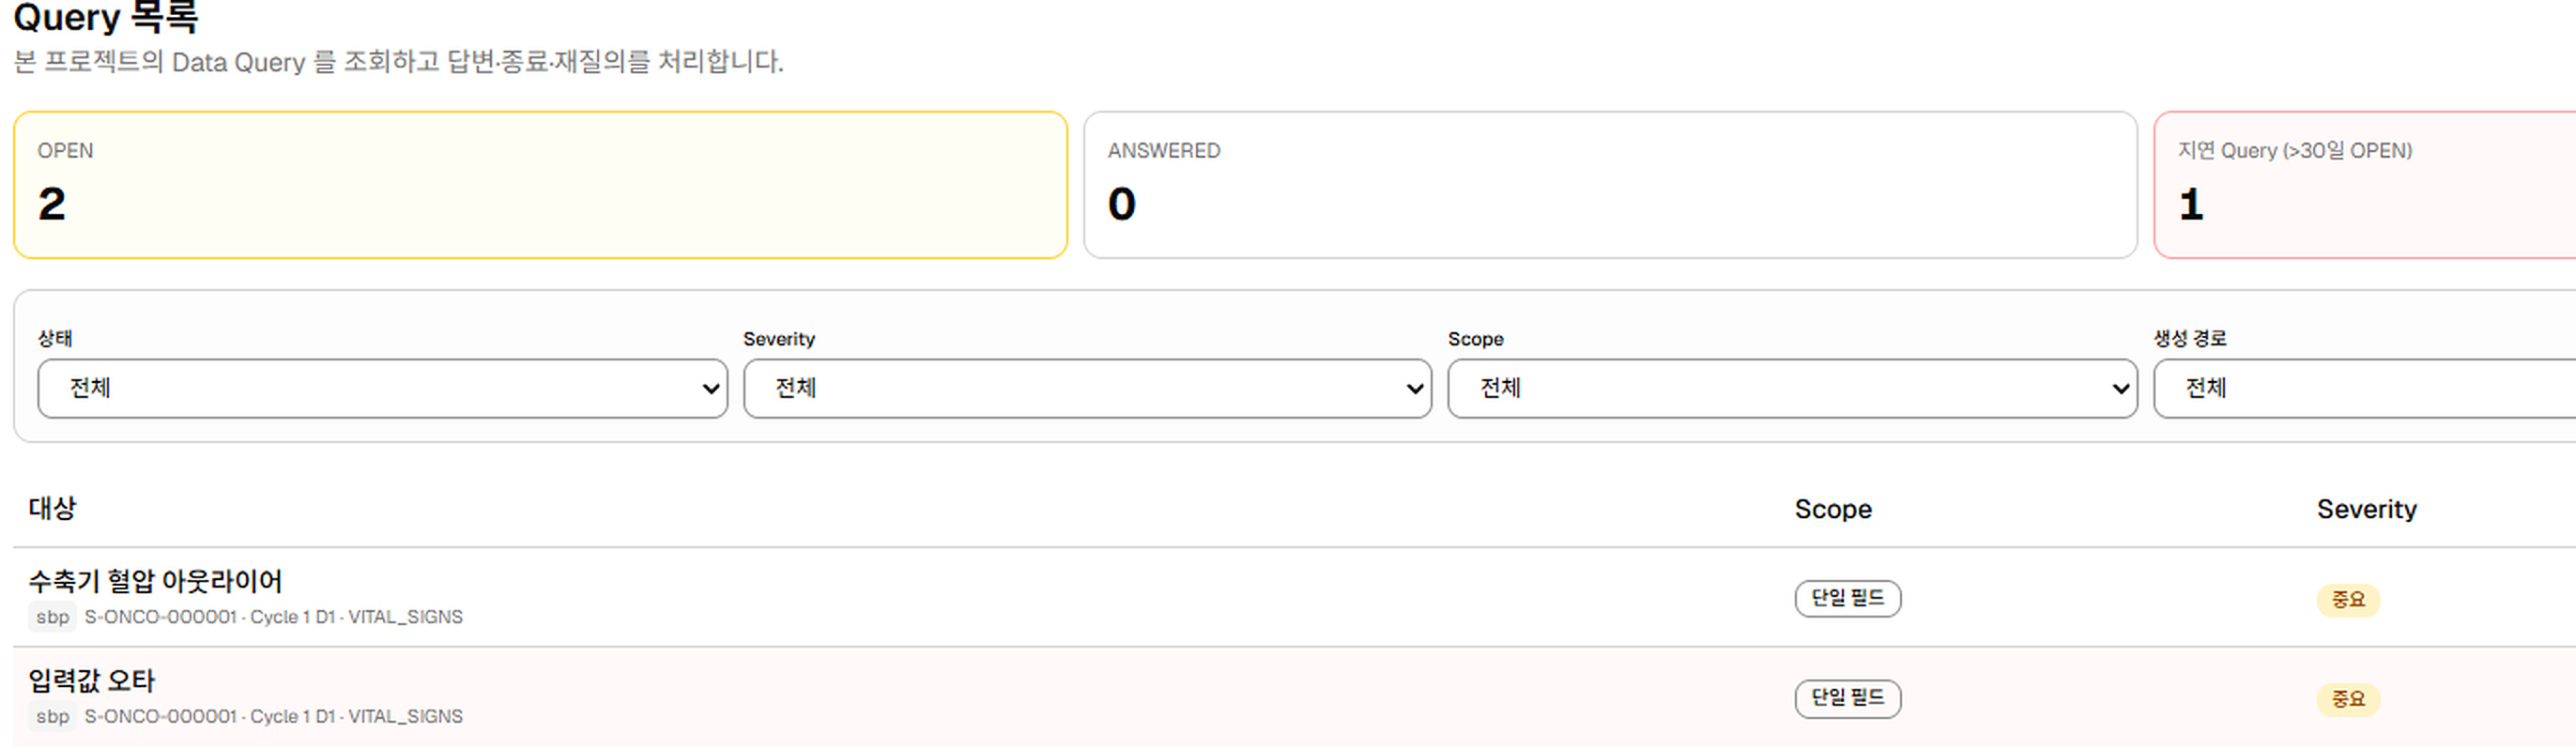 Query 목록
본 프로젝트의 Data Query 를 조회하고 답변·종료·재질의를 처리합니다.
OPEN
2
ANSWERED
0
지연 Query (>30일 OPEN)
1
상태
전체
Severity
전체
Scope
전체
생성 경로
전체
대상 Scope Severity
수축기 혈압 아웃라이어
sbp S-ONCO-000001 · Cycle 1 D1 · VITAL_SIGNS
단일 필드
중요
입력값 오타
sbp S-ONCO-000001 · Cycle 1 D1 · VITAL_SIGNS
단일 필드
중요